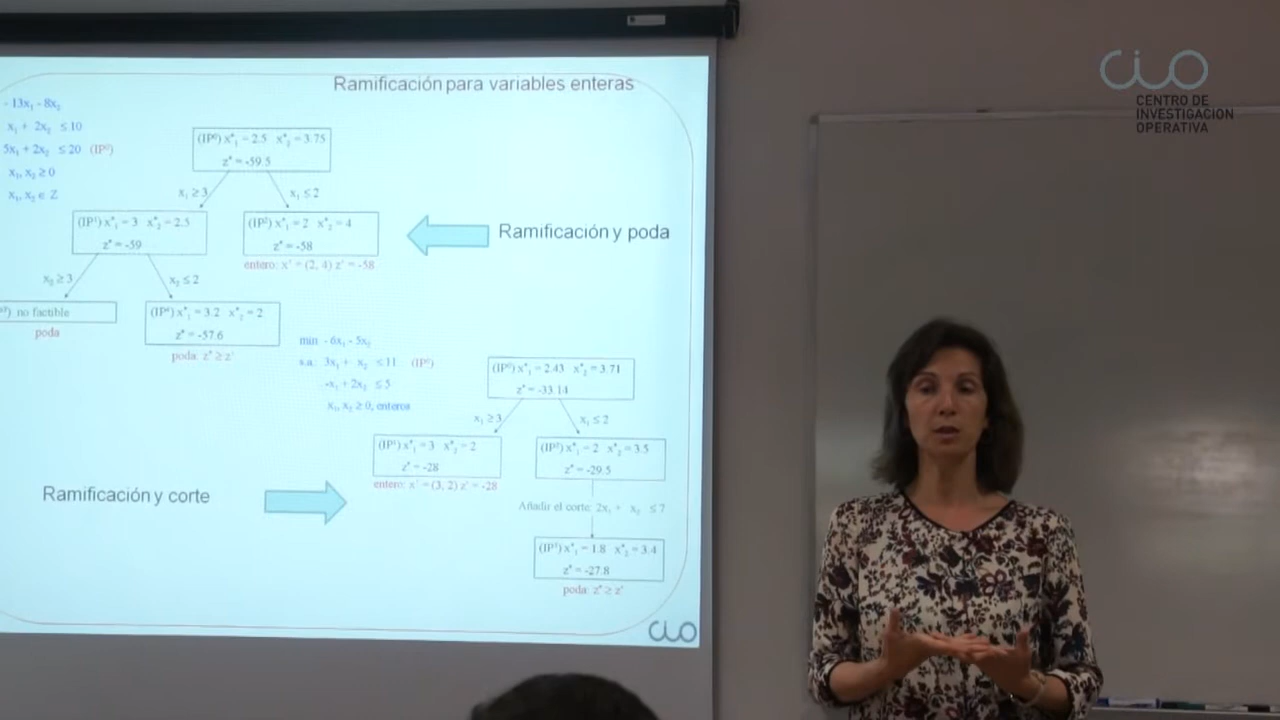 Ramificación para variables enteras
- 13x₁ - 8x₂
x₁ + 2x₂ ≤ 10
5x₁ + 2x₂ ≤ 20 (IP⁰)
x₁, x₂ ≥ 0
x₁, x₂ ∈ Z
(IP⁰) x*₁ = 2.5 x*₂ = 3.75
z* = -59.5
x₁ ≥ 3
x₁ ≤ 2
(IP¹) x*₁ = 3 x*₂ = 2.5
z* = -59
(IP²) x*₁ = 2 x*₂ = 4
z* = -58
entero: x' = (2, 4) z' = -58
Ramificación y poda
x₂ ≥ 3
x₂ ≤ 2
no factible
poda
(IP⁴) x*₁ = 3.2 x*₂ = 2
z* = -57.6
poda: z* ≥ z'
min - 6x₁ - 5x₂
s.a: 3x₁ + x₂ ≤ 11 (IP⁰)
-x₁ + 2x₂ ≤ 5
x₁, x₂ ≥ 0, enteros
(IP⁰) x*₁ = 2.43 x*₂ = 3.71
z* = -33.14
x₁ ≥ 3
x₁ ≤ 2
(IP¹) x*₁ = 3 x*₂ = 2
z* = -28
entero: x' = (3, 2) z' = -28
(IP²) x*₁ = 2 x*₂ = 3.5
z* = -29.5
Ramificación y corte
Añadir el corte: 2x₁ + x₂ ≤ 7
(IP³) x*₁ = 1.8 x*₂ = 3.4
z* = -27.8
poda: z* ≥ z'
CIO
CIO
CENTRO DE
INVESTIGACION
OPERATIVA